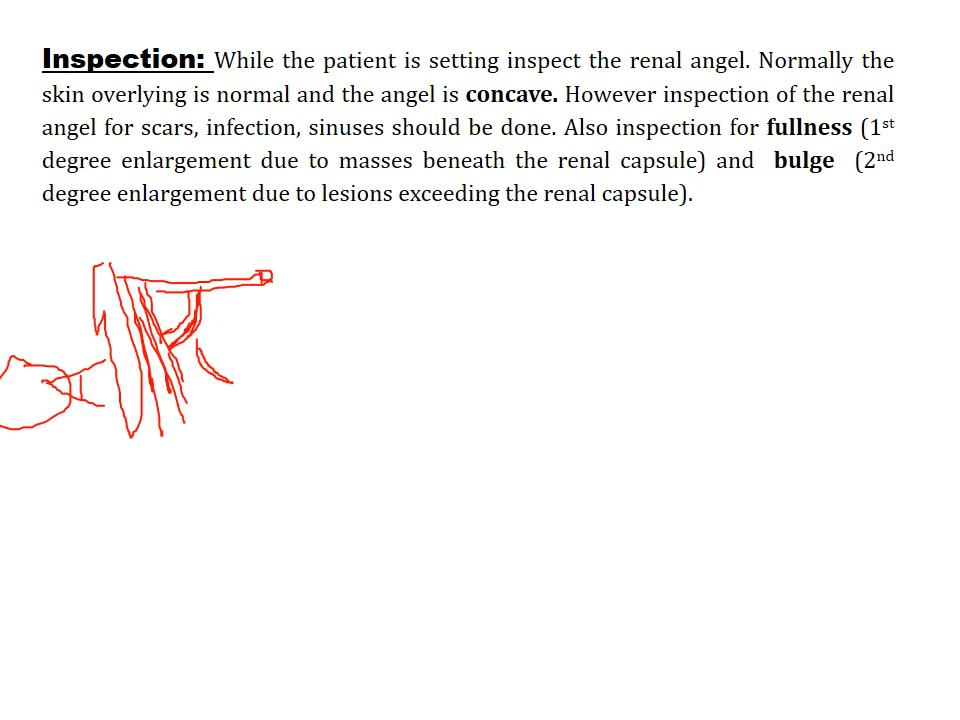 Inspection: While the patient is setting inspect the renal angel. Normally the
skin overlying is normal and the angel is concave. However inspection of the renal
angel for scars, infection, sinuses should be done. Also inspection for fullness (1st
degree enlargement due to masses beneath the renal capsule) and bulge (2nd
degree enlargement due to lesions exceeding the renal capsule).